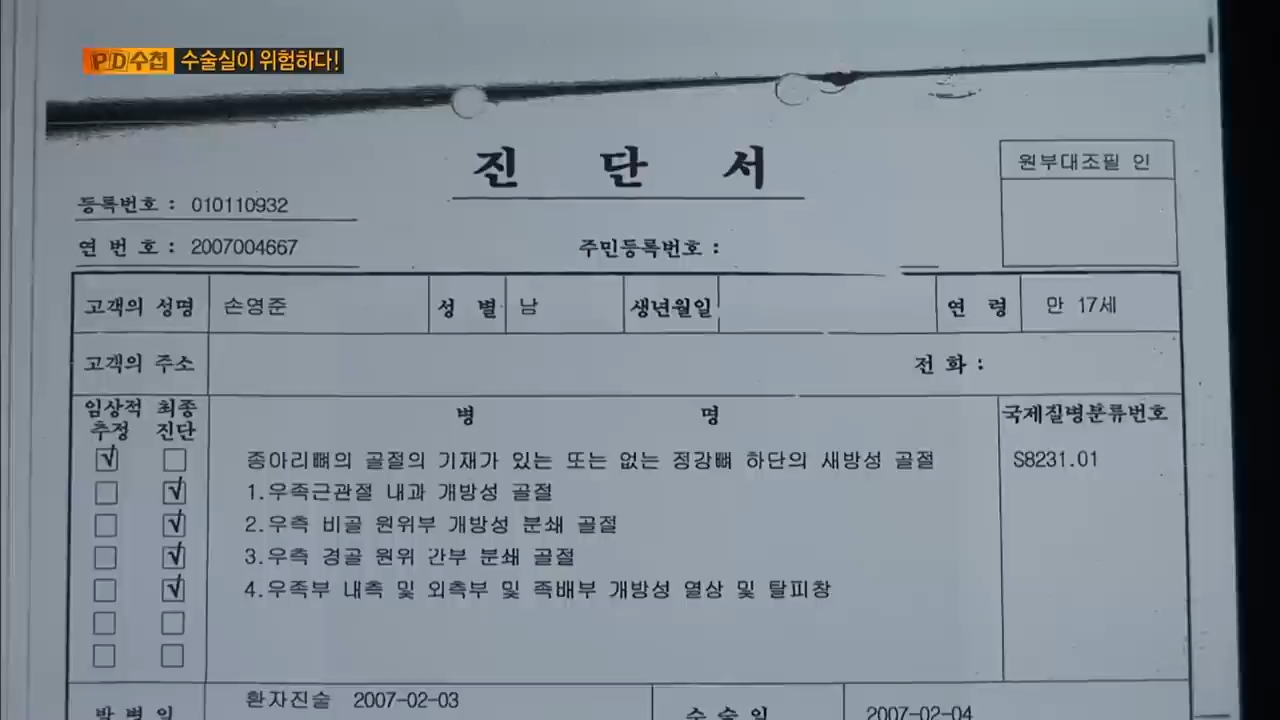 PD수첩 수술실이 위험하다!
진 단 서
원부대조필 인
등록번호 : 010110932
연 번 호 : 2007004667
주민등록번호 :
고객의 성명 손영준 성 별 남 생년월일 연 령 만 17세
고객의 주소 전 화 :
임상적 추정 최종 진단 병 명 국제질병분류번호
√ 종아리뼈의 골절의 기재가 있는 또는 없는 정강뼈 하단의 새방성 골절 S8231.01
√ 1.우족근관절 내과 개방성 골절
√ 2.우측 비골 원위부 개방성 분쇄 골절
√ 3.우측 경골 원위 간부 분쇄 골절
√ 4.우족부 내측 및 외측부 및 족배부 개방성 열상 및 탈피창
발 병 일 환자진술 2007-02-03 수 술 일 2007-02-04